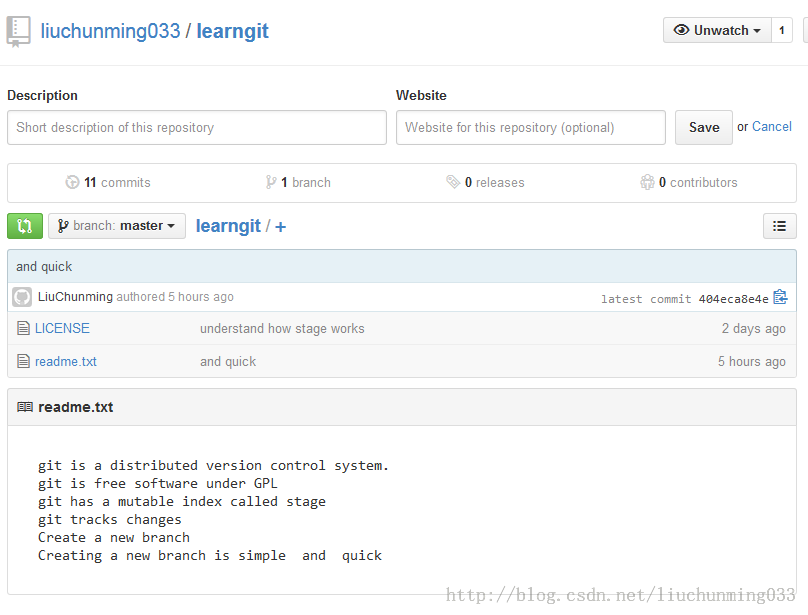 liuchunming033 / learngit
Unwatch 1
Description
Website
Short description of this repository
Website for this repository (optional)
Save or Cancel
11 commits 1 branch 0 releases 0 contributors
branch: master learngit / +
and quick
LiuChunming authored 5 hours ago latest commit 404eca8e4e
LICENSE understand how stage works 2 days ago
readme.txt and quick 5 hours ago
readme.txt
git is a distributed version control system.
git is free software under GPL
git has a mutable index called stage
git tracks changes
Create a new branch
Creating a new branch is simple  and  quick
http://blog.csdn.net/liuchunming033